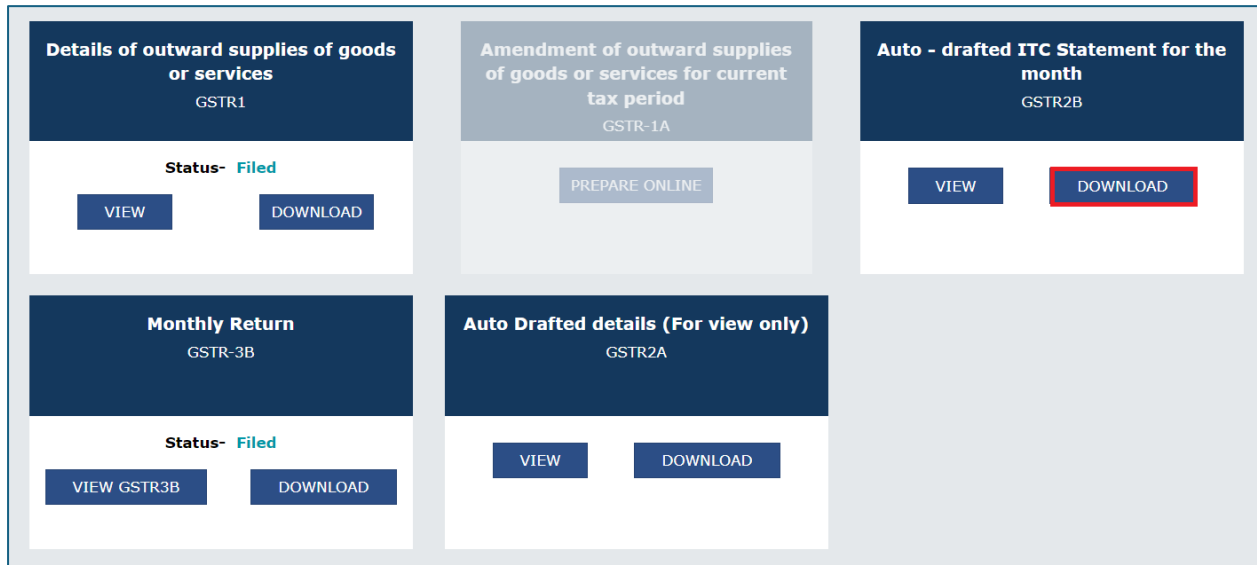 Details of outward supplies of goods
or services
GSTR1
Status- Filed
VIEW
DOWNLOAD
Amendment of outward supplies
of goods or services for current
tax period
GSTR-1A
PREPARE ONLINE
Auto - drafted ITC Statement for the
month
GSTR2B
VIEW
DOWNLOAD
Monthly Return
GSTR-3B
Status- Filed
VIEW GSTR3B
DOWNLOAD
Auto Drafted details (For view only)
GSTR2A
VIEW
DOWNLOAD